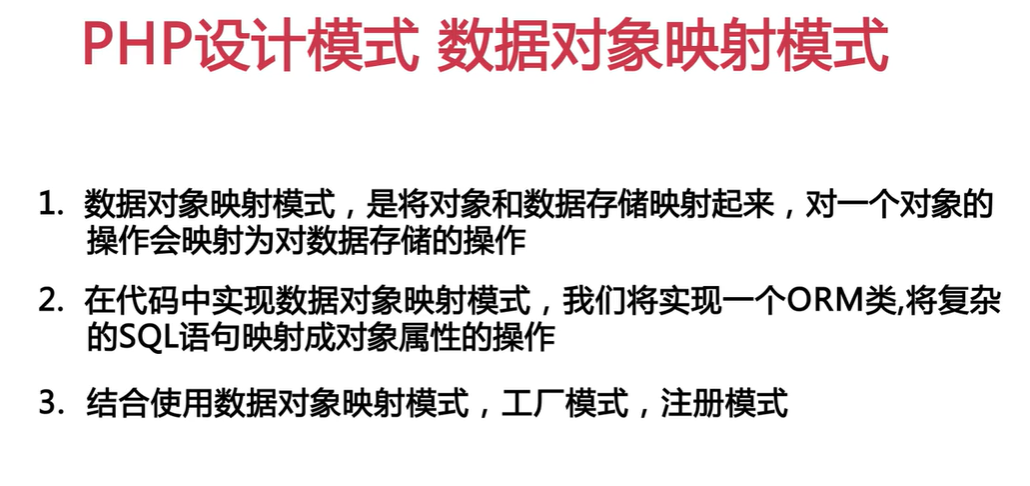 PHP设计模式 数据对象映射模式
1. 数据对象映射模式，是将对象和数据存储映射起来，对一个对象的
操作会映射为对数据存储的操作
2. 在代码中实现数据对象映射模式，我们将实现一个ORM类,将复杂
的SQL语句映射成对象属性的操作
3. 结合使用数据对象映射模式，工厂模式，注册模式